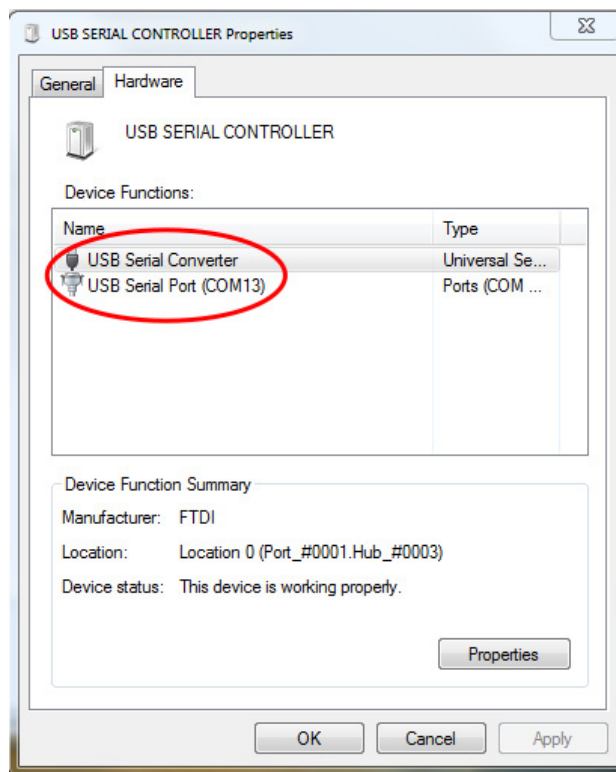 USB SERIAL CONTROLLER Properties
General Hardware
USB SERIAL CONTROLLER
Device Functions:
Name Type
USB Serial Converter Universal Se...
USB Serial Port (COM13) Ports (COM ...
Device Function Summary
Manufacturer: FTDI
Location: Location 0 (Port_#0001.Hub_#0003)
Device status: This device is working properly.
Properties
OK Cancel Apply